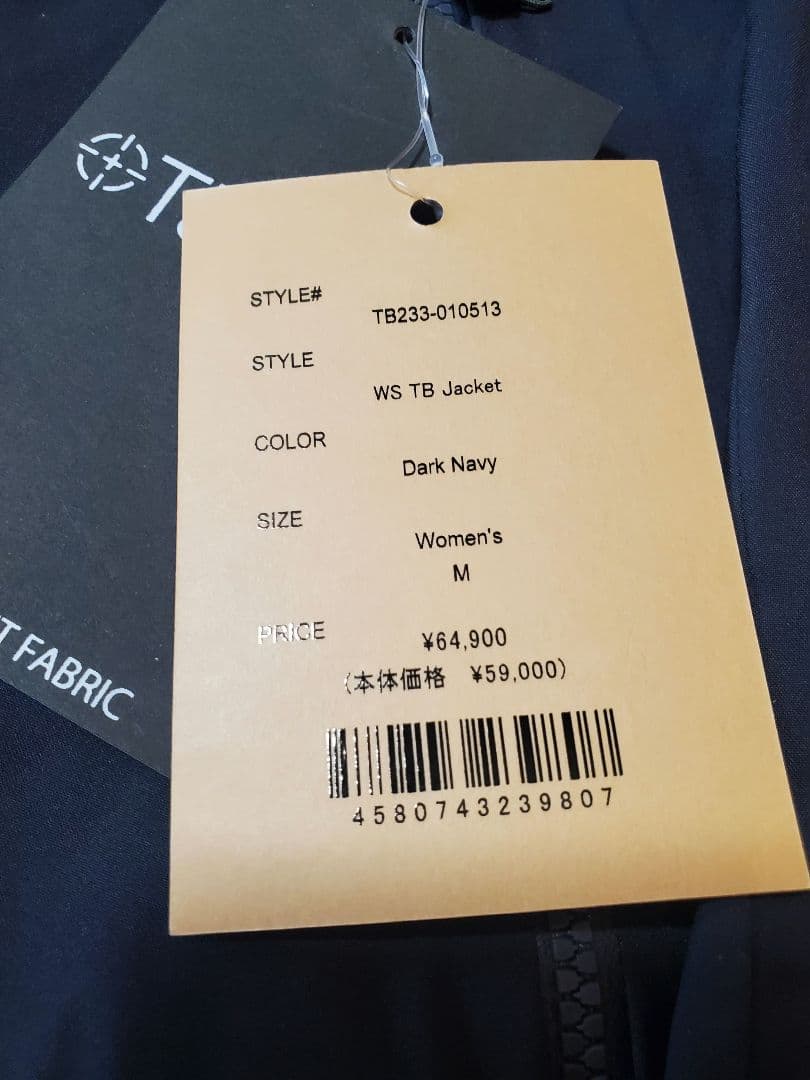 STYLE#
TB233-010513
STYLE
WS TB Jacket
COLOR
Dark Navy
SIZE
Women's
M
PRICE
¥64,900
(本体価格 ¥59,000)
4580743239807
FABRIC